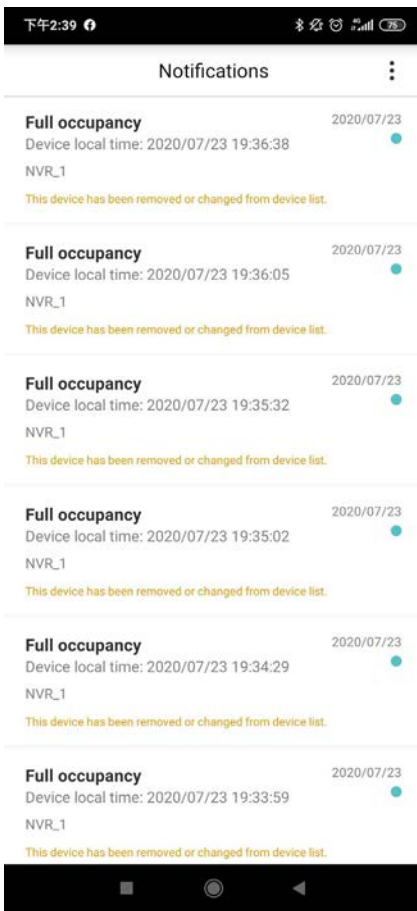 下午2:39
4G
75
Notifications
Full occupancy
2020/07/23
Device local time: 2020/07/23 19:36:38
NVR_1
This device has been removed or changed from device list.
Full occupancy
2020/07/23
Device local time: 2020/07/23 19:36:05
NVR_1
This device has been removed or changed from device list.
Full occupancy
2020/07/23
Device local time: 2020/07/23 19:35:32
NVR_1
This device has been removed or changed from device list.
Full occupancy
2020/07/23
Device local time: 2020/07/23 19:35:02
NVR_1
This device has been removed or changed from device list.
Full occupancy
2020/07/23
Device local time: 2020/07/23 19:34:29
NVR_1
This device has been removed or changed from device list.
Full occupancy
2020/07/23
Device local time: 2020/07/23 19:33:59
NVR_1
This device has been removed or changed from device list.